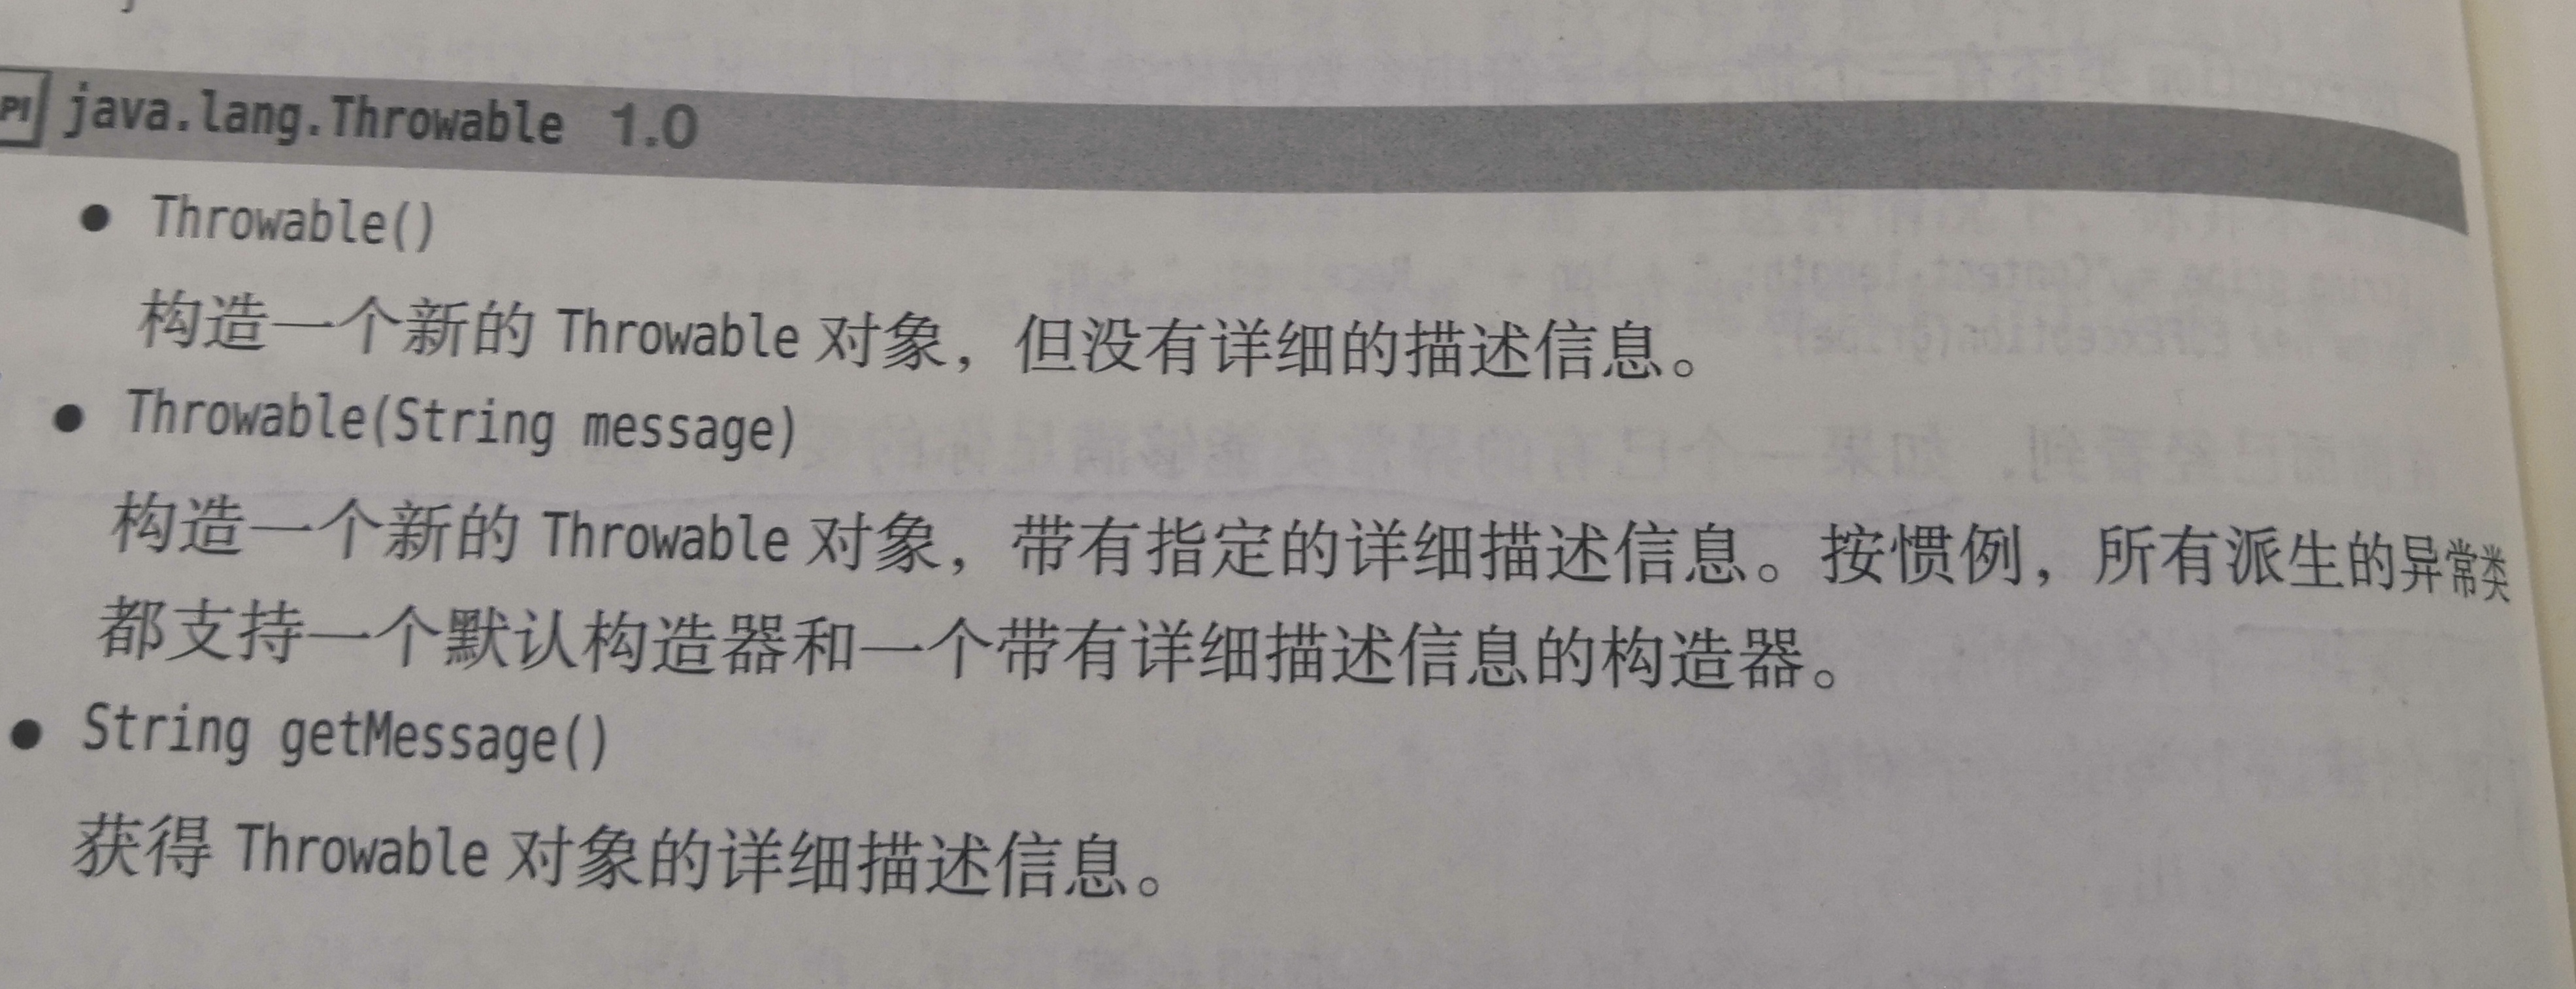 PI java.lang.Throwable 1.0
● Throwable()
构造一个新的 Throwable 对象，但没有详细的描述信息。
● Throwable(String message)
构造一个新的 Throwable 对象，带有指定的详细描述信息。按惯例，所有派生的异常类
都支持一个默认构造器和一个带有详细描述信息的构造器。
● String getMessage()
获得 Throwable 对象的详细描述信息。